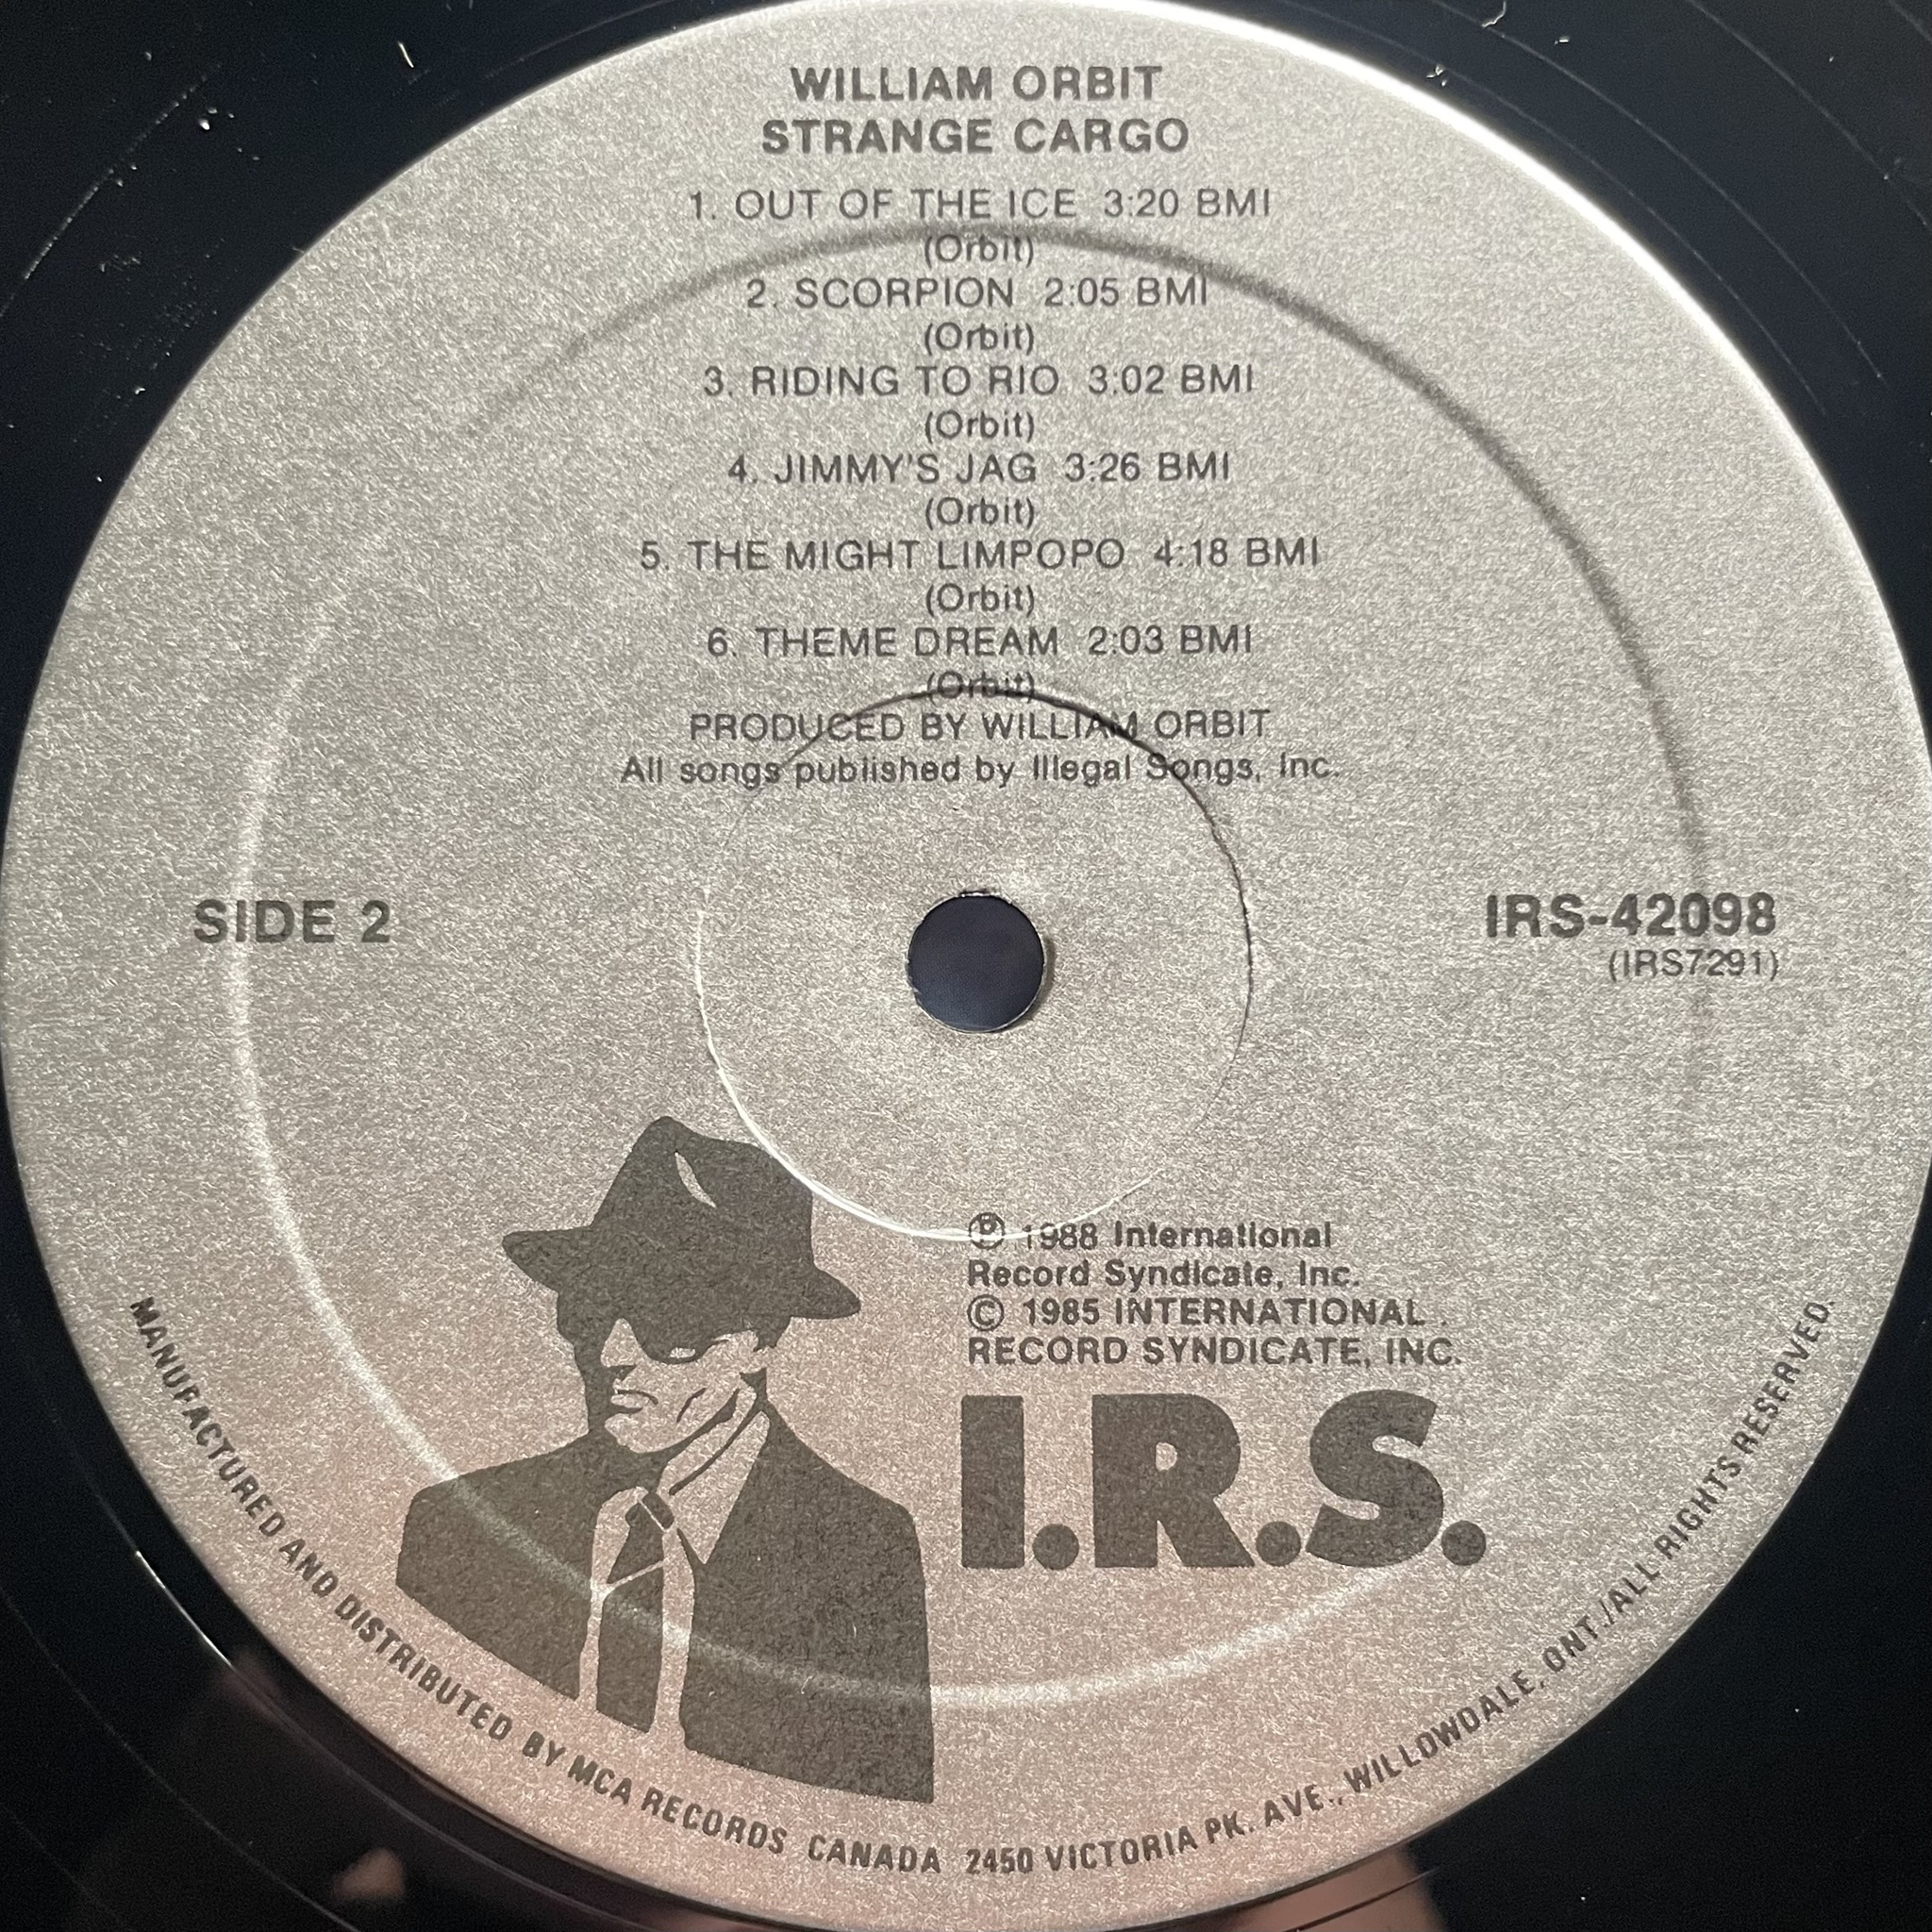 WILLIAM ORBIT
STRANGE CARGO
1. OUT OF THE ICE 3:20 BMI
(Orbit)
2. SCORPION 2:05 BMI
(Orbit)
3. RIDING TO RIO 3:02 BMI
(Orbit)
4. JIMMY'S JAG 3:26 BMI
(Orbit)
5. THE MIGHT LIMPOPO 4:18 BMI
(Orbit)
6. THEME DREAM 2:03 BMI
(Orbit)
PRODUCED BY WILLIAM ORBIT
All songs published by Illegal Songs, Inc.
SIDE 2
IRS-42098
(IRS7291)
Ⓟ 1988 International
Record Syndicate, Inc.
© 1985 INTERNATIONAL .
RECORD SYNDICATE, INC.
I.R.S.
MANUFACTURED AND DISTRIBUTED BY MCA RECORDS CANADA 2450 VICTORIA PK. AVE., WILLOWDALE, ONT./ALL RIGHTS RESERVED.